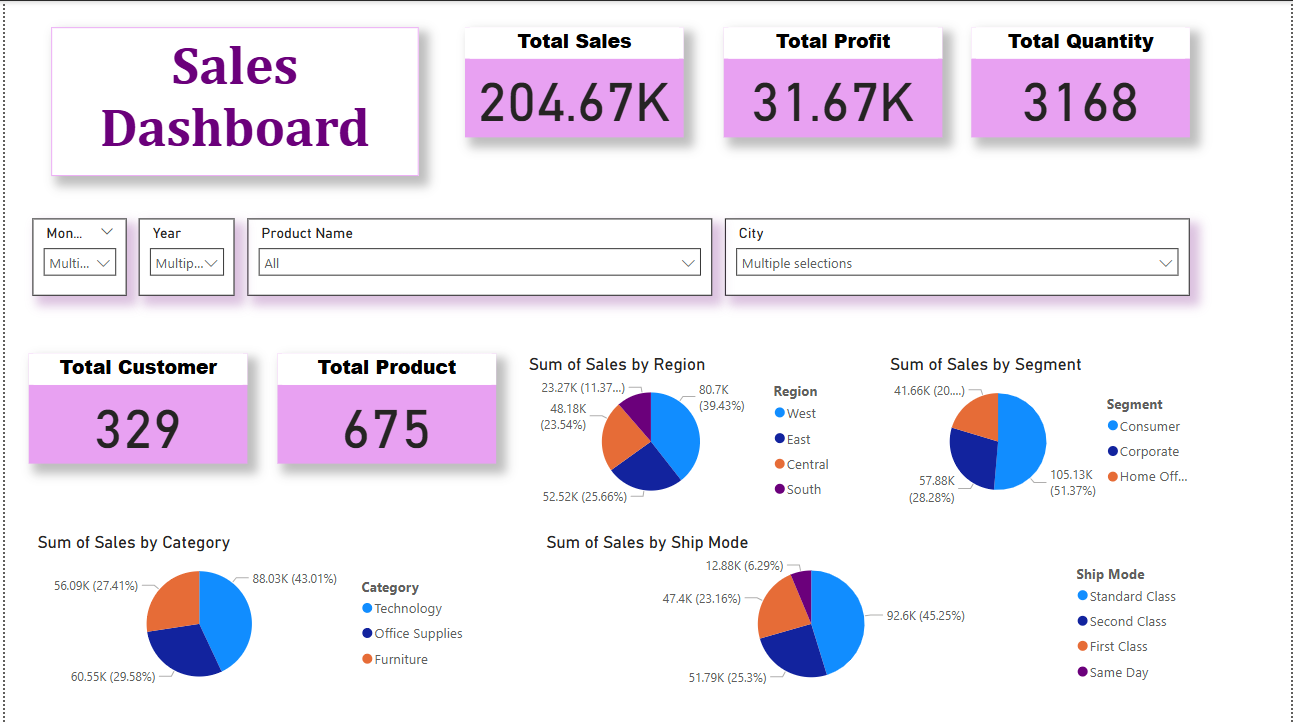 Sales
Dashboard
Total Sales
204.67K
Total Profit
31.67K
Total Quantity
3168
Mon...
Multi...
Year
Multip...
Product Name
All
City
Multiple selections
Total Customer
329
Total Product
675
Sum of Sales by Region
23.27K (11.37...)
80.7K
(39.43%)
48.18K
(23.54%)
52.52K (25.66%)
Region
West
East
Central
South
Sum of Sales by Segment
41.66K (20....)
57.88K
(28.28%)
105.13K
(51.37%)
Segment
Consumer
Corporate
Home Off...
Sum of Sales by Category
56.09K (27.41%)
88.03K (43.01%)
60.55K (29.58%)
Category
Technology
Office Supplies
Furniture
Sum of Sales by Ship Mode
12.88K (6.29%)
47.4K (23.16%)
92.6K (45.25%)
51.79K (25.3%)
Ship Mode
Standard Class
Second Class
First Class
Same Day